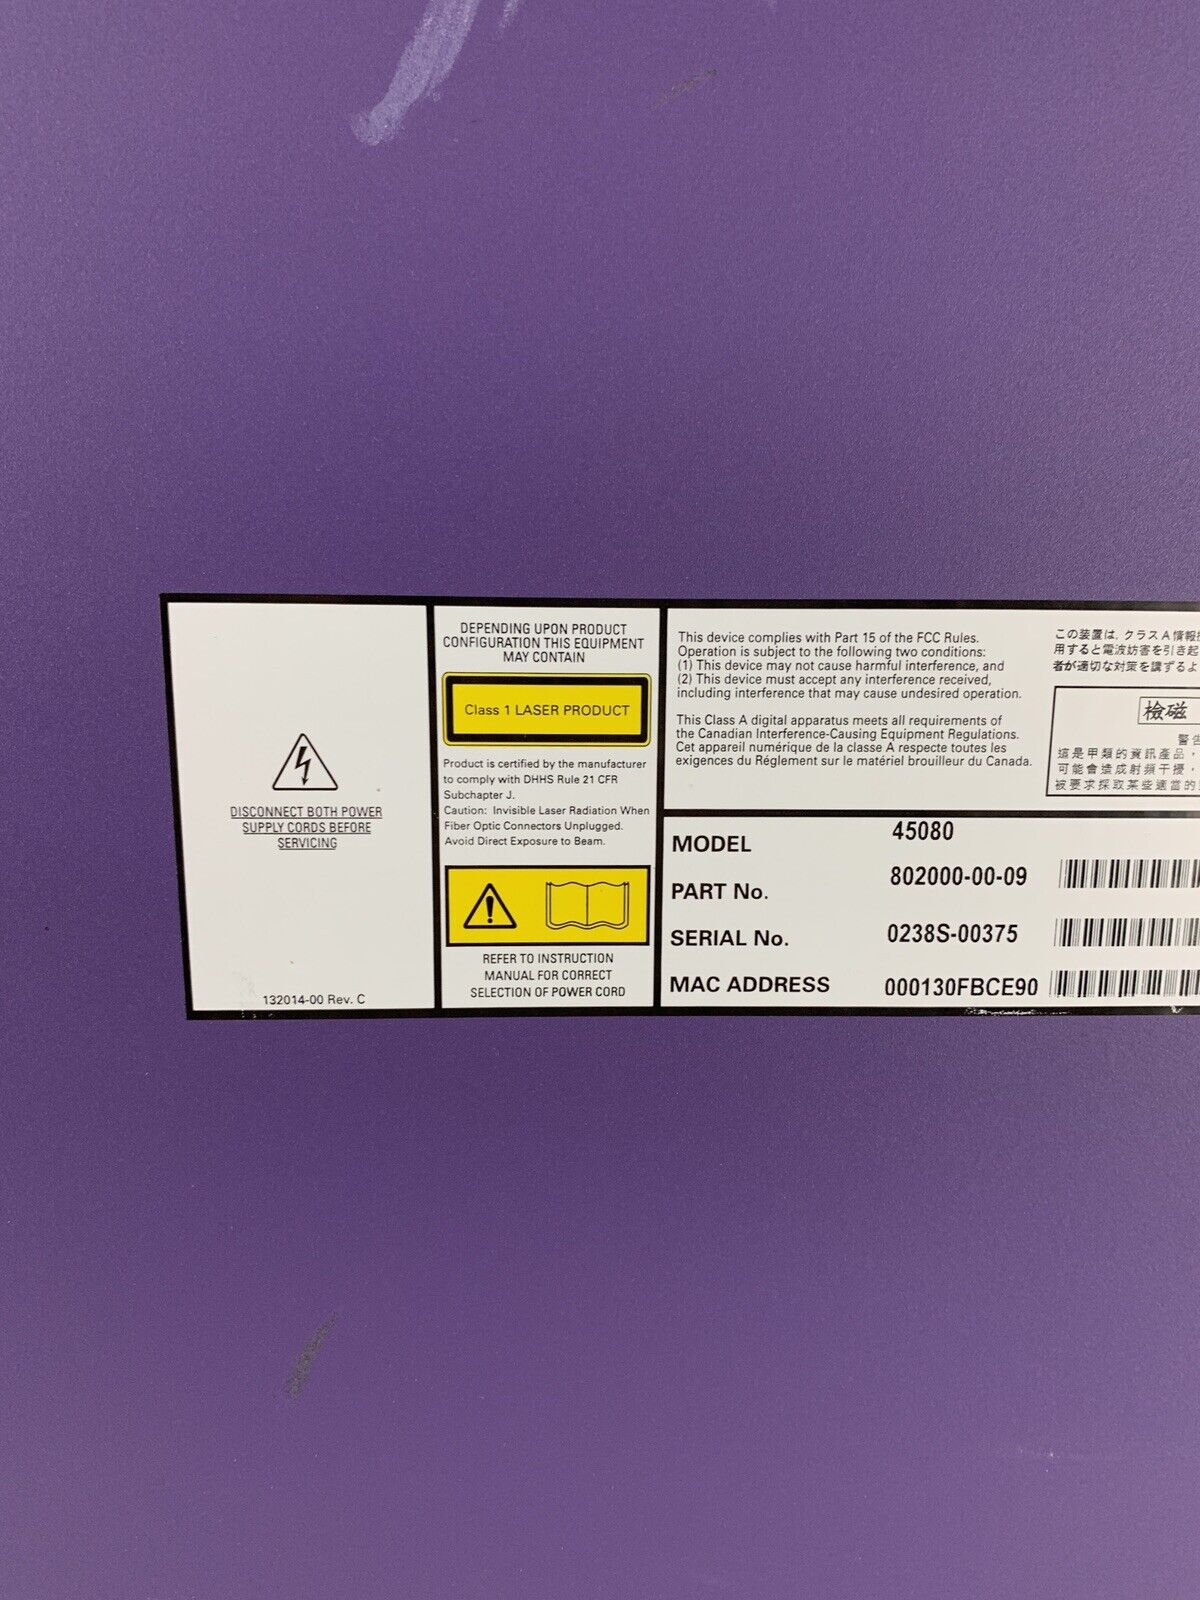 DISCONNECT BOTH POWER
SUPPLY CORDS BEFORE
SERVICING
132014-00 Rev. C
DEPENDING UPON PRODUCT
CONFIGURATION THIS EQUIPMENT
MAY CONTAIN
Class 1 LASER PRODUCT
Product is certified by the manufacturer
to comply with DHHS Rule 21 CFR
Subchapter J.
Caution: Invisible Laser Radiation When
Fiber Optic Connectors Unplugged.
Avoid Direct Exposure to Beam.
REFER TO INSTRUCTION
MANUAL FOR CORRECT
SELECTION OF POWER CORD
This device complies with Part 15 of the FCC Rules.
Operation is subject to the following two conditions:
(1) This device may not cause harmful interference, and
(2) This device must accept any interference received,
including interference that may cause undesired operation.
This Class A digital apparatus meets all requirements of
the Canadian Interference-Causing Equipment Regulations.
Cet appareil numérique de la classe A respecte toutes les
exigences du Réglement sur le matériel brouilleur du Canada.
この装置は, クラスA情報
用すると電波妨害を引き起
者が適切な対策を講ずるよ
檢磁
警告
這是甲類的資訊產品，
可能會造成射頻干擾，
被要求採取某些適當的
MODEL 45080
PART No. 802000-00-09
SERIAL No. 0238S-00375
MAC ADDRESS 000130FBCE90